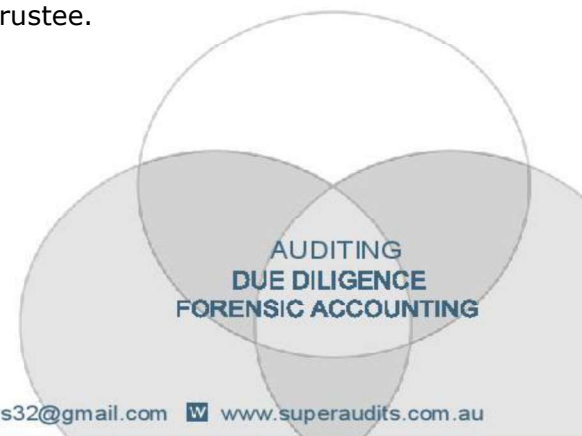 rustee.
AUDITING
DUE DILIGENCE
FORENSIC ACCOUNTING
s32@gmail.com W www.superaudits.com.au